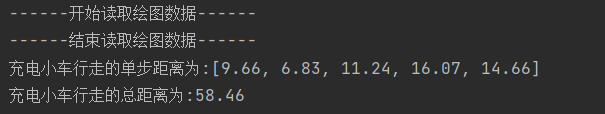 ------开始读取绘图数据------
------结束读取绘图数据------
充电小车行走的单步距离为:[9.66, 6.83, 11.24, 16.07, 14.66]
充电小车行走的总距离为:58.46